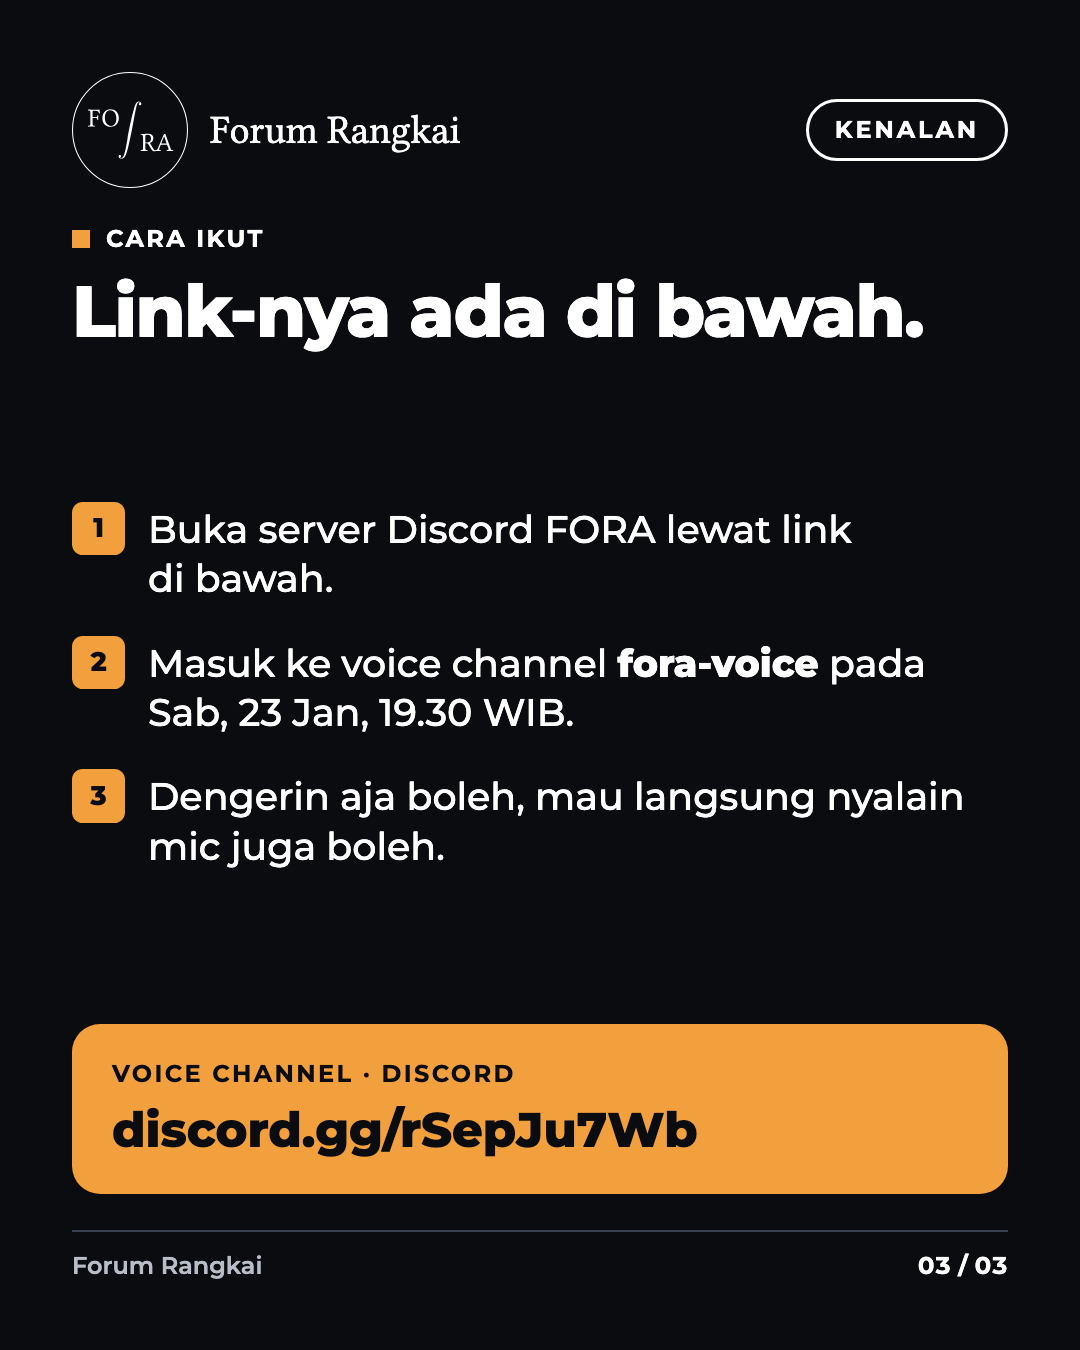 FO
RA
Forum Rangkai
KENALAN
CARA IKUT
Link-nya ada di bawah.
1
Buka server Discord FORA lewat link
di bawah.
2
Masuk ke voice channel fora-voice pada
Sab, 23 Jan, 19.30 WIB.
3
Dengerin aja boleh, mau langsung nyalain
mic juga boleh.
VOICE CHANNEL · DISCORD
discord.gg/rSepJu7Wb
Forum Rangkai
03 / 03